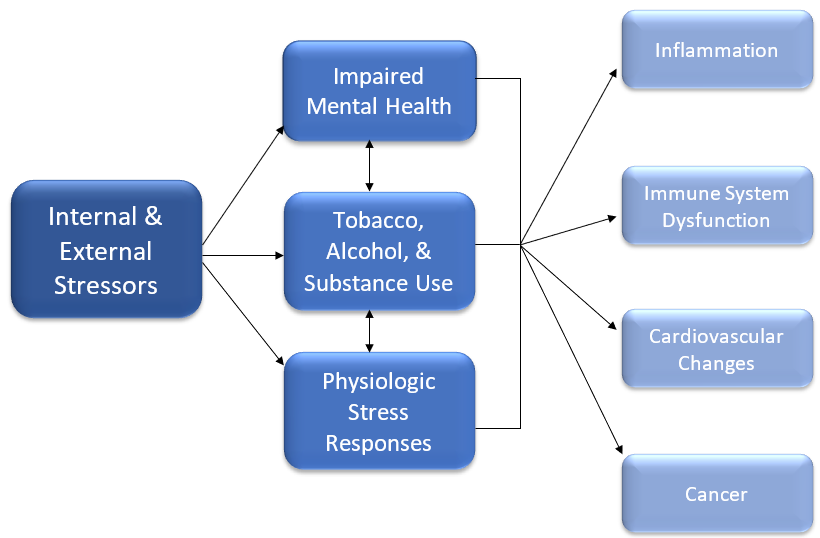 Internal &
External
Stressors
Impaired
Mental Health
Tobacco,
Alcohol, &
Substance Use
Physiologic
Stress
Responses
Inflammation
Immune System
Dysfunction
Cardiovascular
Changes
Cancer